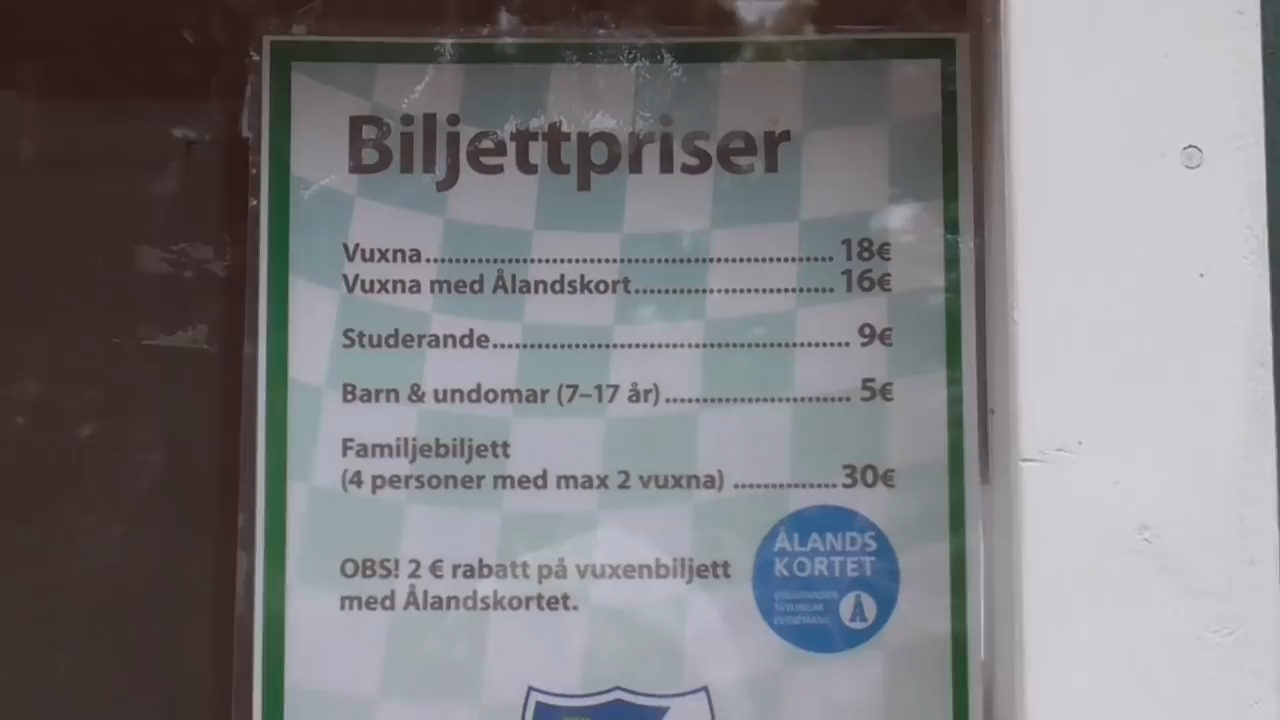 Biljettpriser
Vuxna.......................................................... 18€
Vuxna med Ålandskort............................ 16€
Studerande................................................... 9€
Barn & undomar (7–17 år)........................... 5€
Familjebiljett
(4 personer med max 2 vuxna) ..............30€
OBS! 2 € rabatt på vuxenbiljett
med Ålandskortet.
ÅLANDS
KORTET
Å